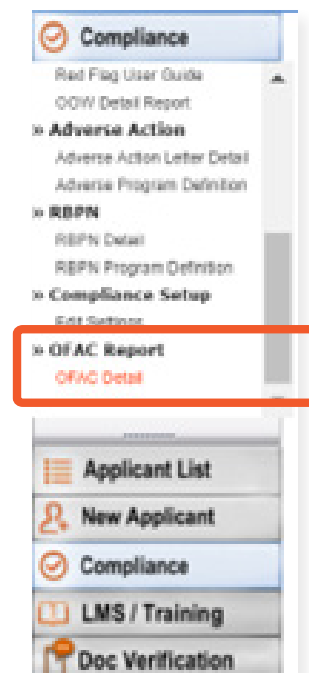 Compliance
Red Flag User Guide
OOW Detail Report
» Adverse Action
Adverse Action Letter Detail
Adverse Program Definition
» RBPN
RBPN Detail
RBPN Program Definition
» Compliance Setup
Edit Settings
» OFAC Report
OFAC Detail
Applicant List
New Applicant
Compliance
LMS / Training
Doc Verification